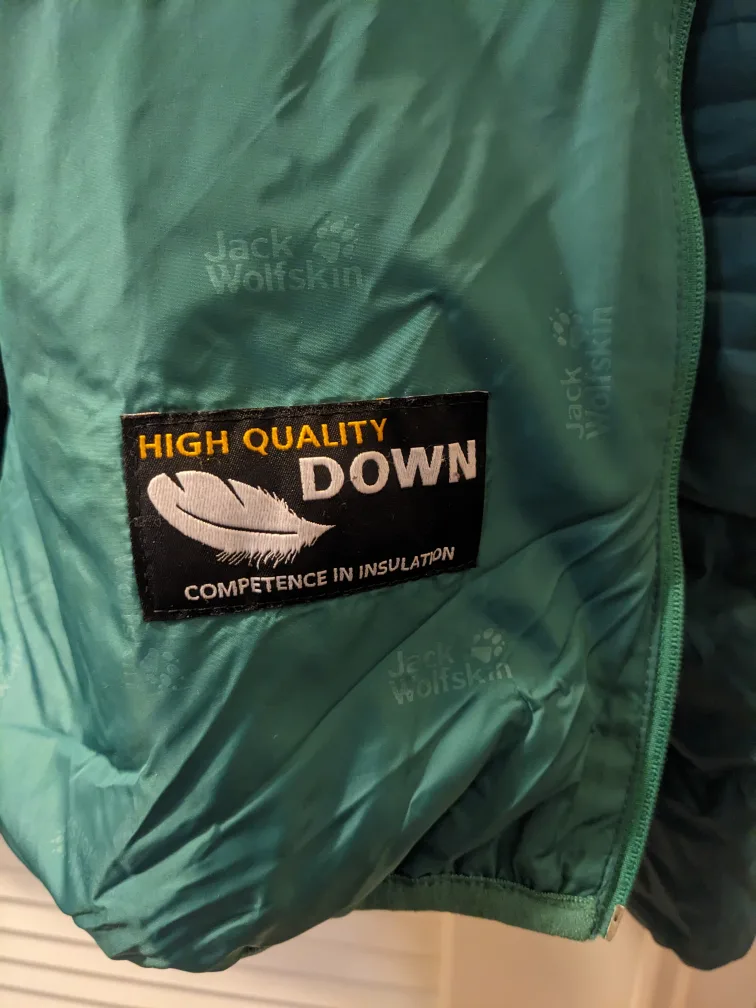 Jack
Wolfskin
Jack
Wolfskin
HIGH QUALITY
DOWN
COMPETENCE IN INSULATION
Jack
Wolfskin